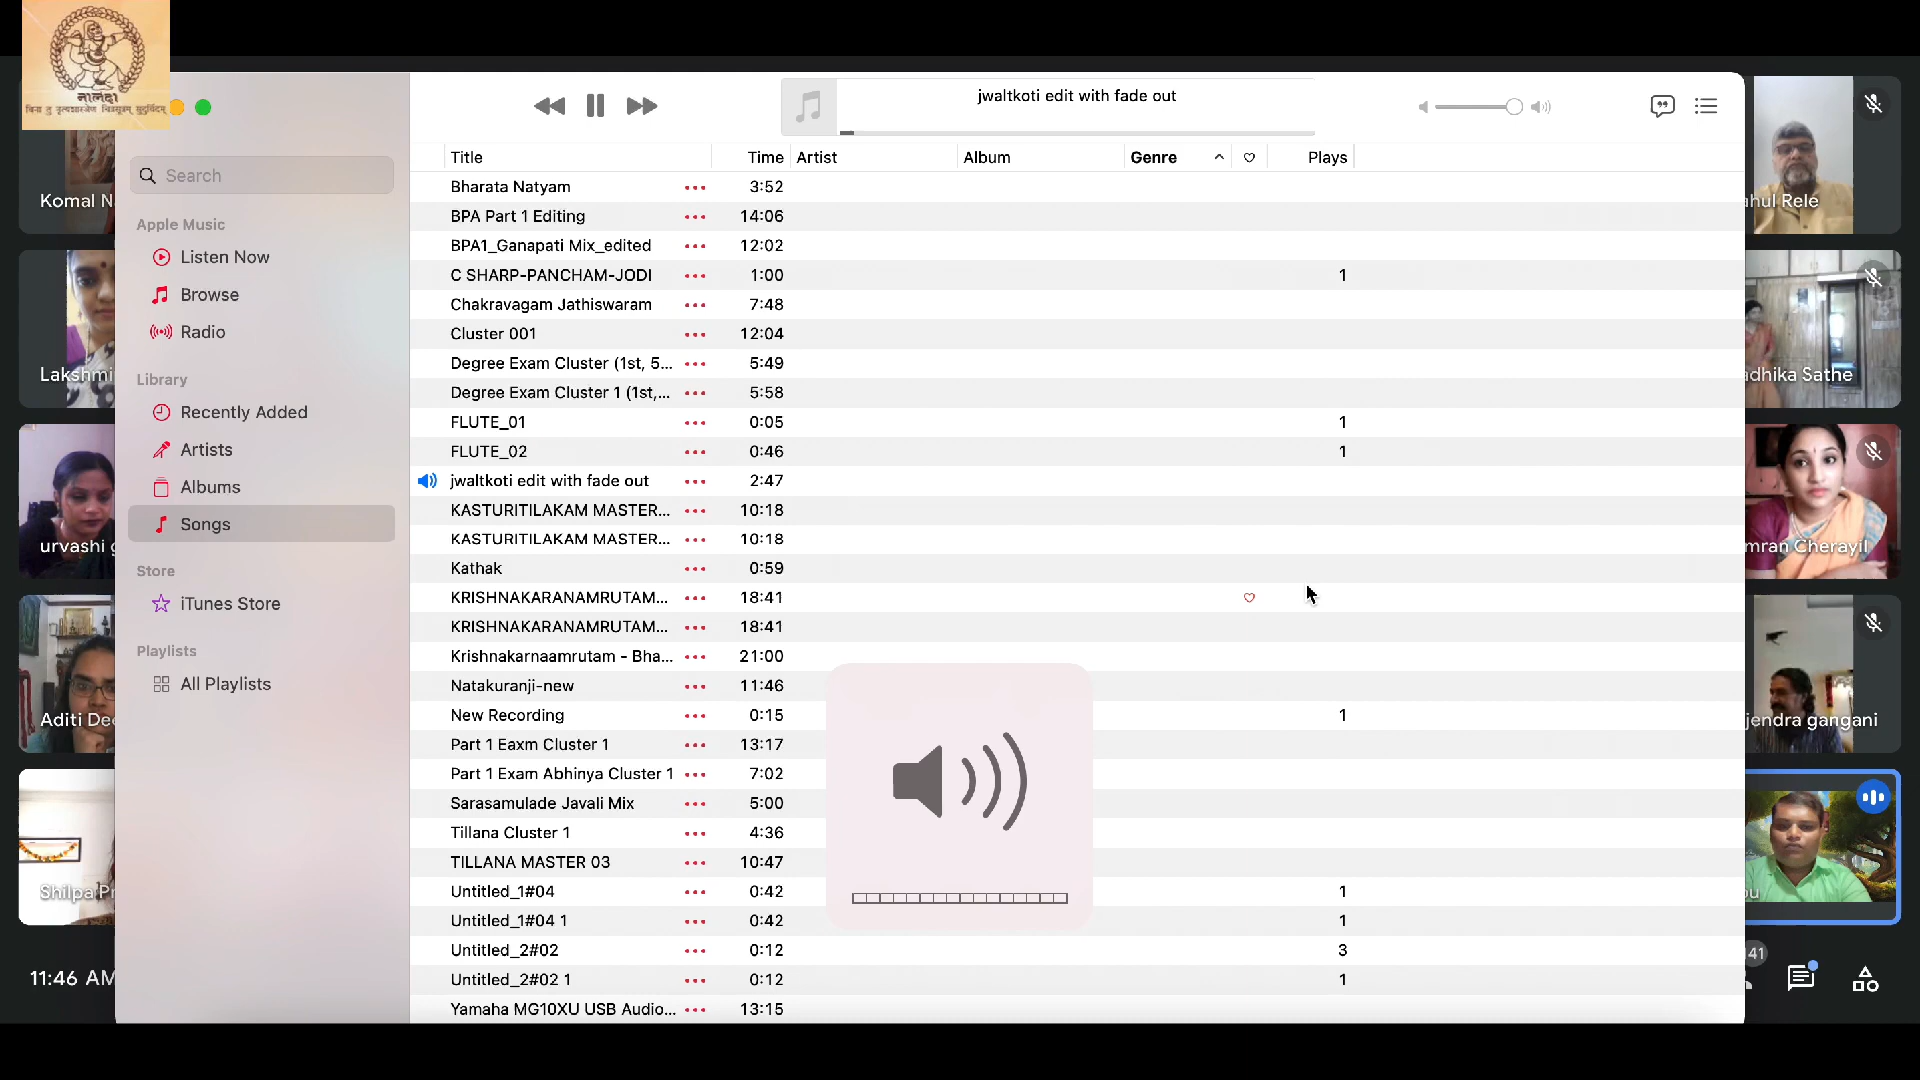 नालंदा
jwaltkoti edit with fade out
Search
Apple Music
Listen Now
Browse
Radio
Library
Recently Added
Artists
Albums
Songs
Store
iTunes Store
Playlists
All Playlists
Title Time Artist Album Genre Plays
Bharata Natyam 3:52
BPA Part 1 Editing 14:06
BPA1_Ganapati Mix_edited 12:02
C SHARP-PANCHAM-JODI 1:00 1
Chakravagam Jathiswaram 7:48
Cluster 001 12:04
Degree Exam Cluster (1st, 5... 5:49
Degree Exam Cluster 1 (1st,... 5:58
FLUTE_01 0:05 1
FLUTE_02 0:46 1
jwaltkoti edit with fade out 2:47
KASTURITILAKAM MASTER... 10:18
KASTURITILAKAM MASTER... 10:18
Kathak 0:59
KRISHNAKARANAMRUTAM... 18:41
KRISHNAKARANAMRUTAM... 18:41
Krishnakarnaamrutam - Bha... 21:00
Natakuranji-new 11:46
New Recording 0:15 1
Part 1 Eaxm Cluster 1 13:17
Part 1 Exam Abhinya Cluster 1 7:02
Sarasamulade Javali Mix 5:00
Tillana Cluster 1 4:36
TILLANA MASTER 03 10:47
Untitled_1#04 0:42 1
Untitled_1#04 1 0:42 1
Untitled_2#02 0:12 3
Untitled_2#02 1 0:12 1
Yamaha MG10XU USB Audio... 13:15
Komal N
Lakshmi
urvashi g
Aditi Dee
Shilpa Pr
11:46 AM
ahul Rele
adhika Sathe
mran Cherayil
jendra gangani
ou
41